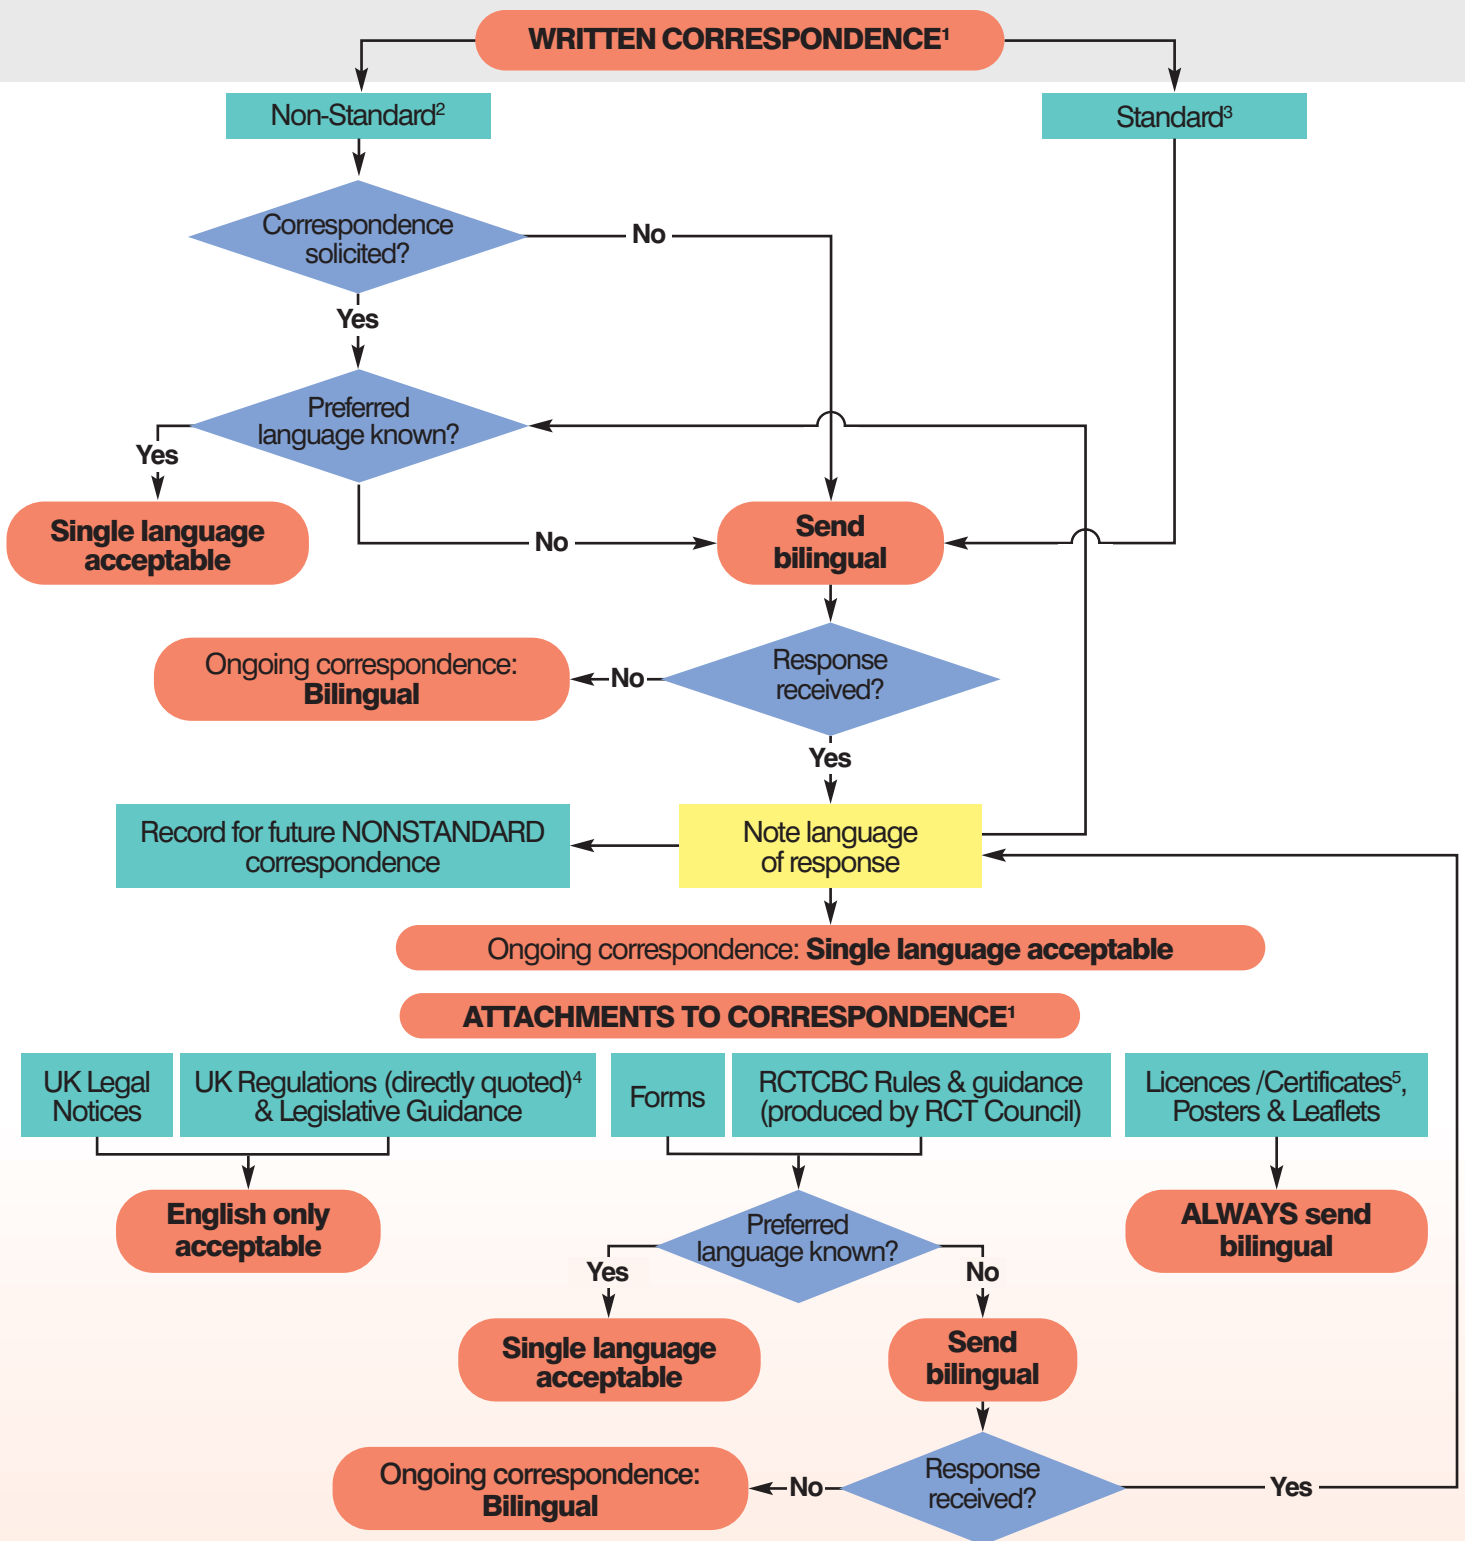 WRITTEN CORRESPONDENCE¹
Non-Standard²
Standard³
Correspondence
solicited?
No
Yes
Preferred
language known?
Yes
Single language
acceptable
No
Send
bilingual
Ongoing correspondence:
Bilingual
No
Response
received?
Yes
Record for future NONSTANDARD
correspondence
Note language
of response
Ongoing correspondence: Single language acceptable
ATTACHMENTS TO CORRESPONDENCE¹
UK Legal
Notices
UK Regulations (directly quoted)⁴
& Legislative Guidance
Forms
RCTCBC Rules & guidance
(produced by RCT Council)
Licences /Certificates⁵,
Posters & Leaflets
English only
acceptable
Preferred
language known?
ALWAYS send
bilingual
Yes
No
Single language
acceptable
Send
bilingual
Ongoing correspondence:
Bilingual
No
Response
received?
Yes